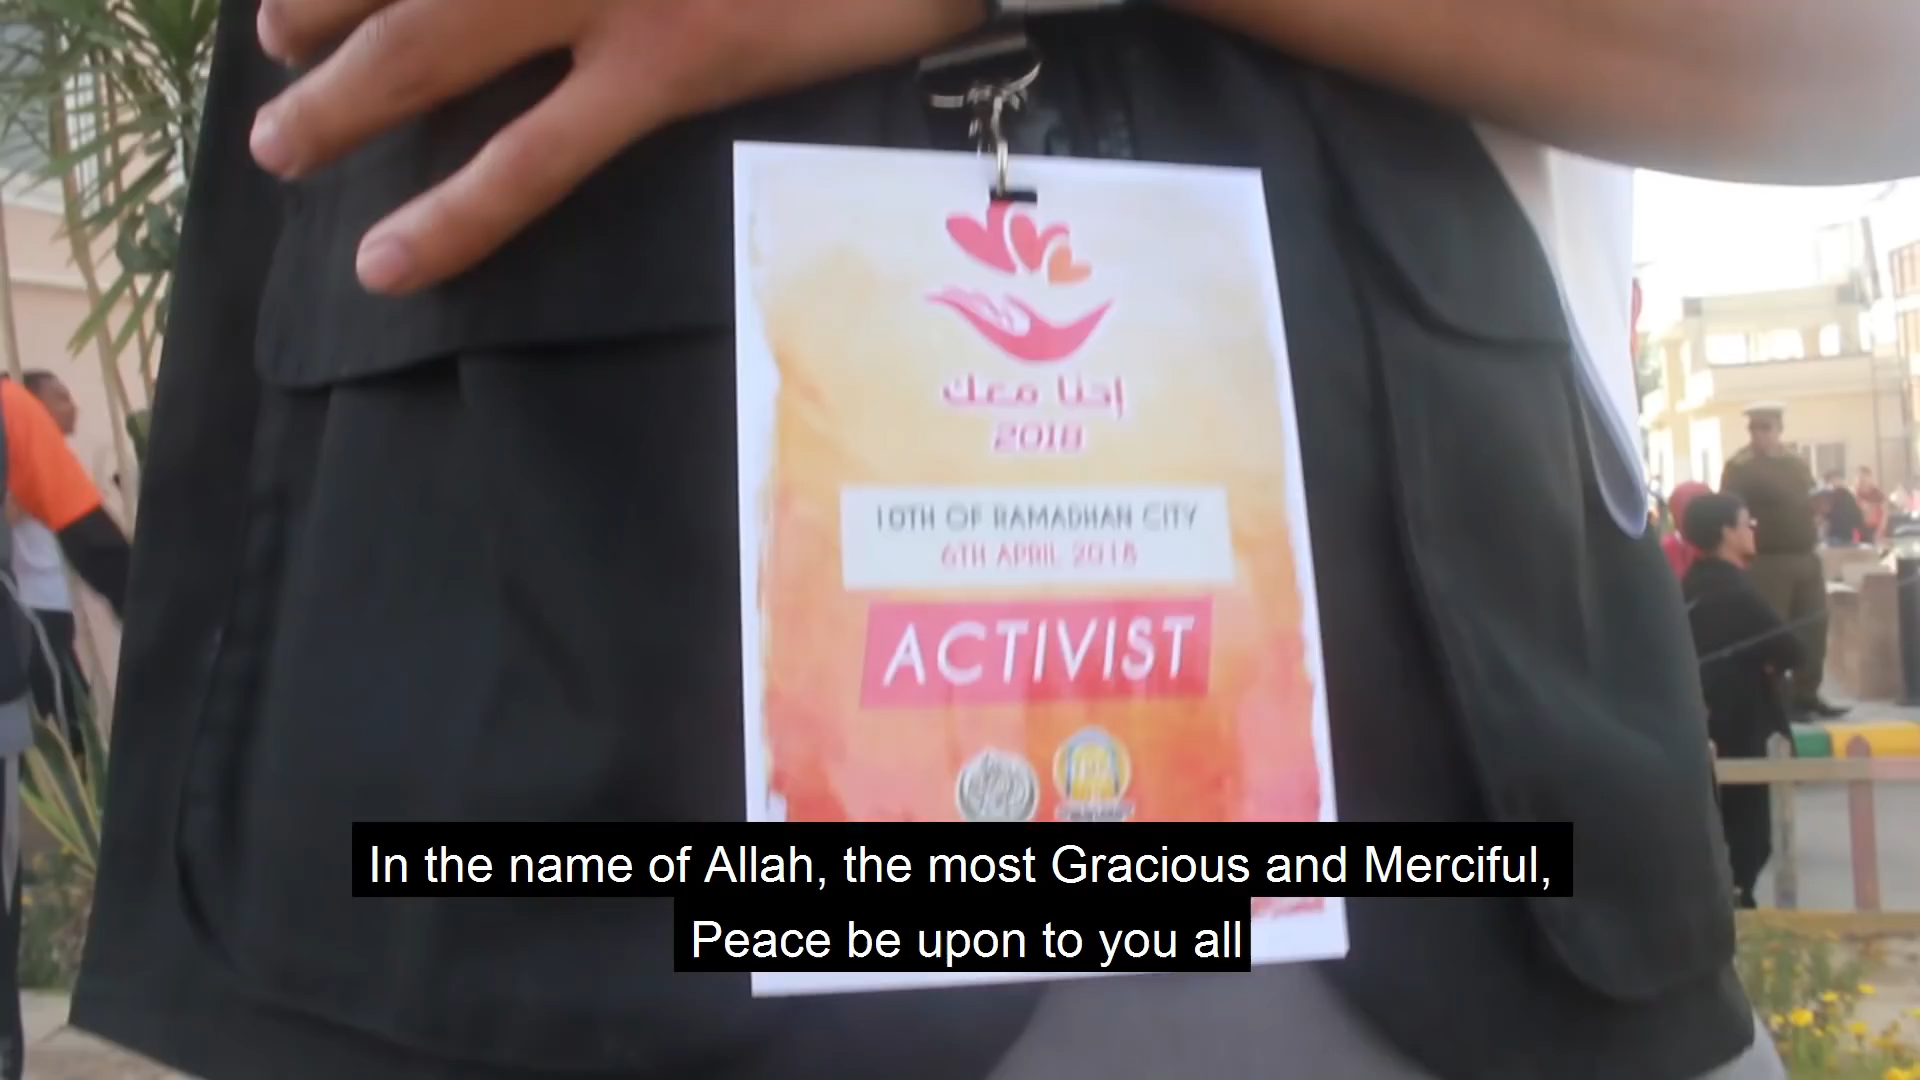 إحنا معك
2018
10TH OF RAMADHAN CITY
6TH APRIL 2018
ACTIVIST
In the name of Allah, the most Gracious and Merciful,
Peace be upon to you all